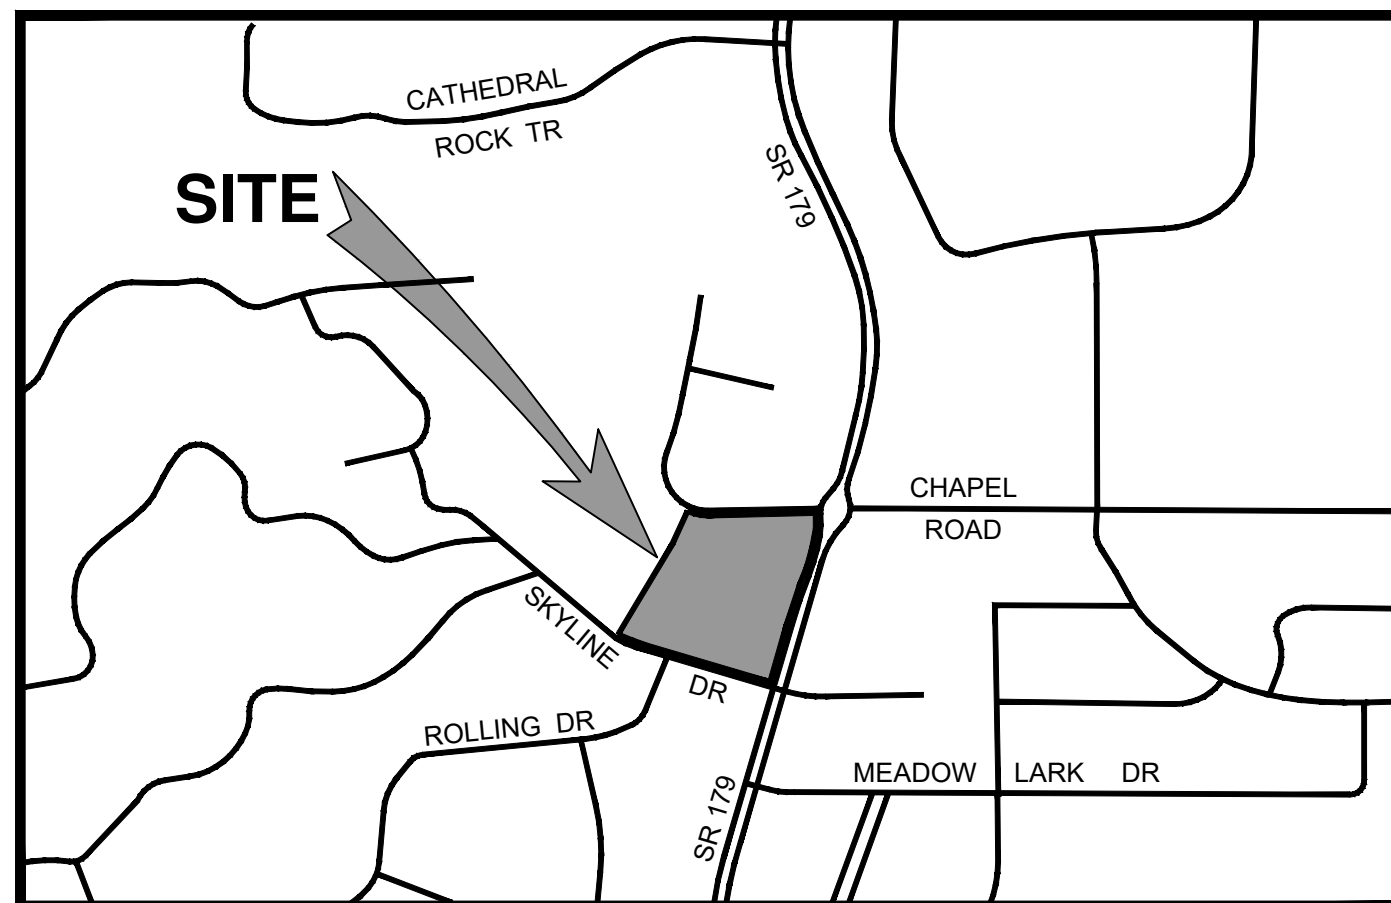 CATHEDRAL
ROCK TR
SR 179
SITE
CHAPEL
ROAD
SKYLINE
DR
ROLLING DR
MEADOW LARK DR
SR 179